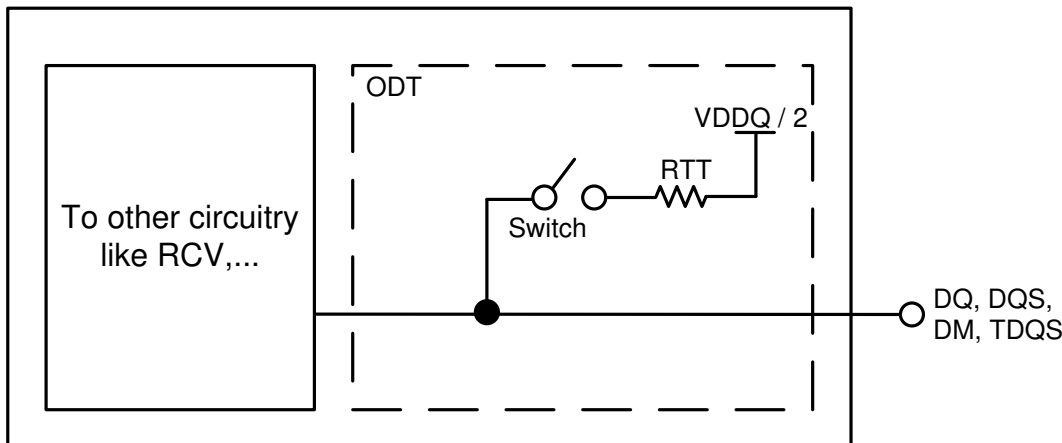 ODT
VDDQ / 2
RTT
Switch
To other circuitry
like RCV,...
DQ, DQS,
DM, TDQS